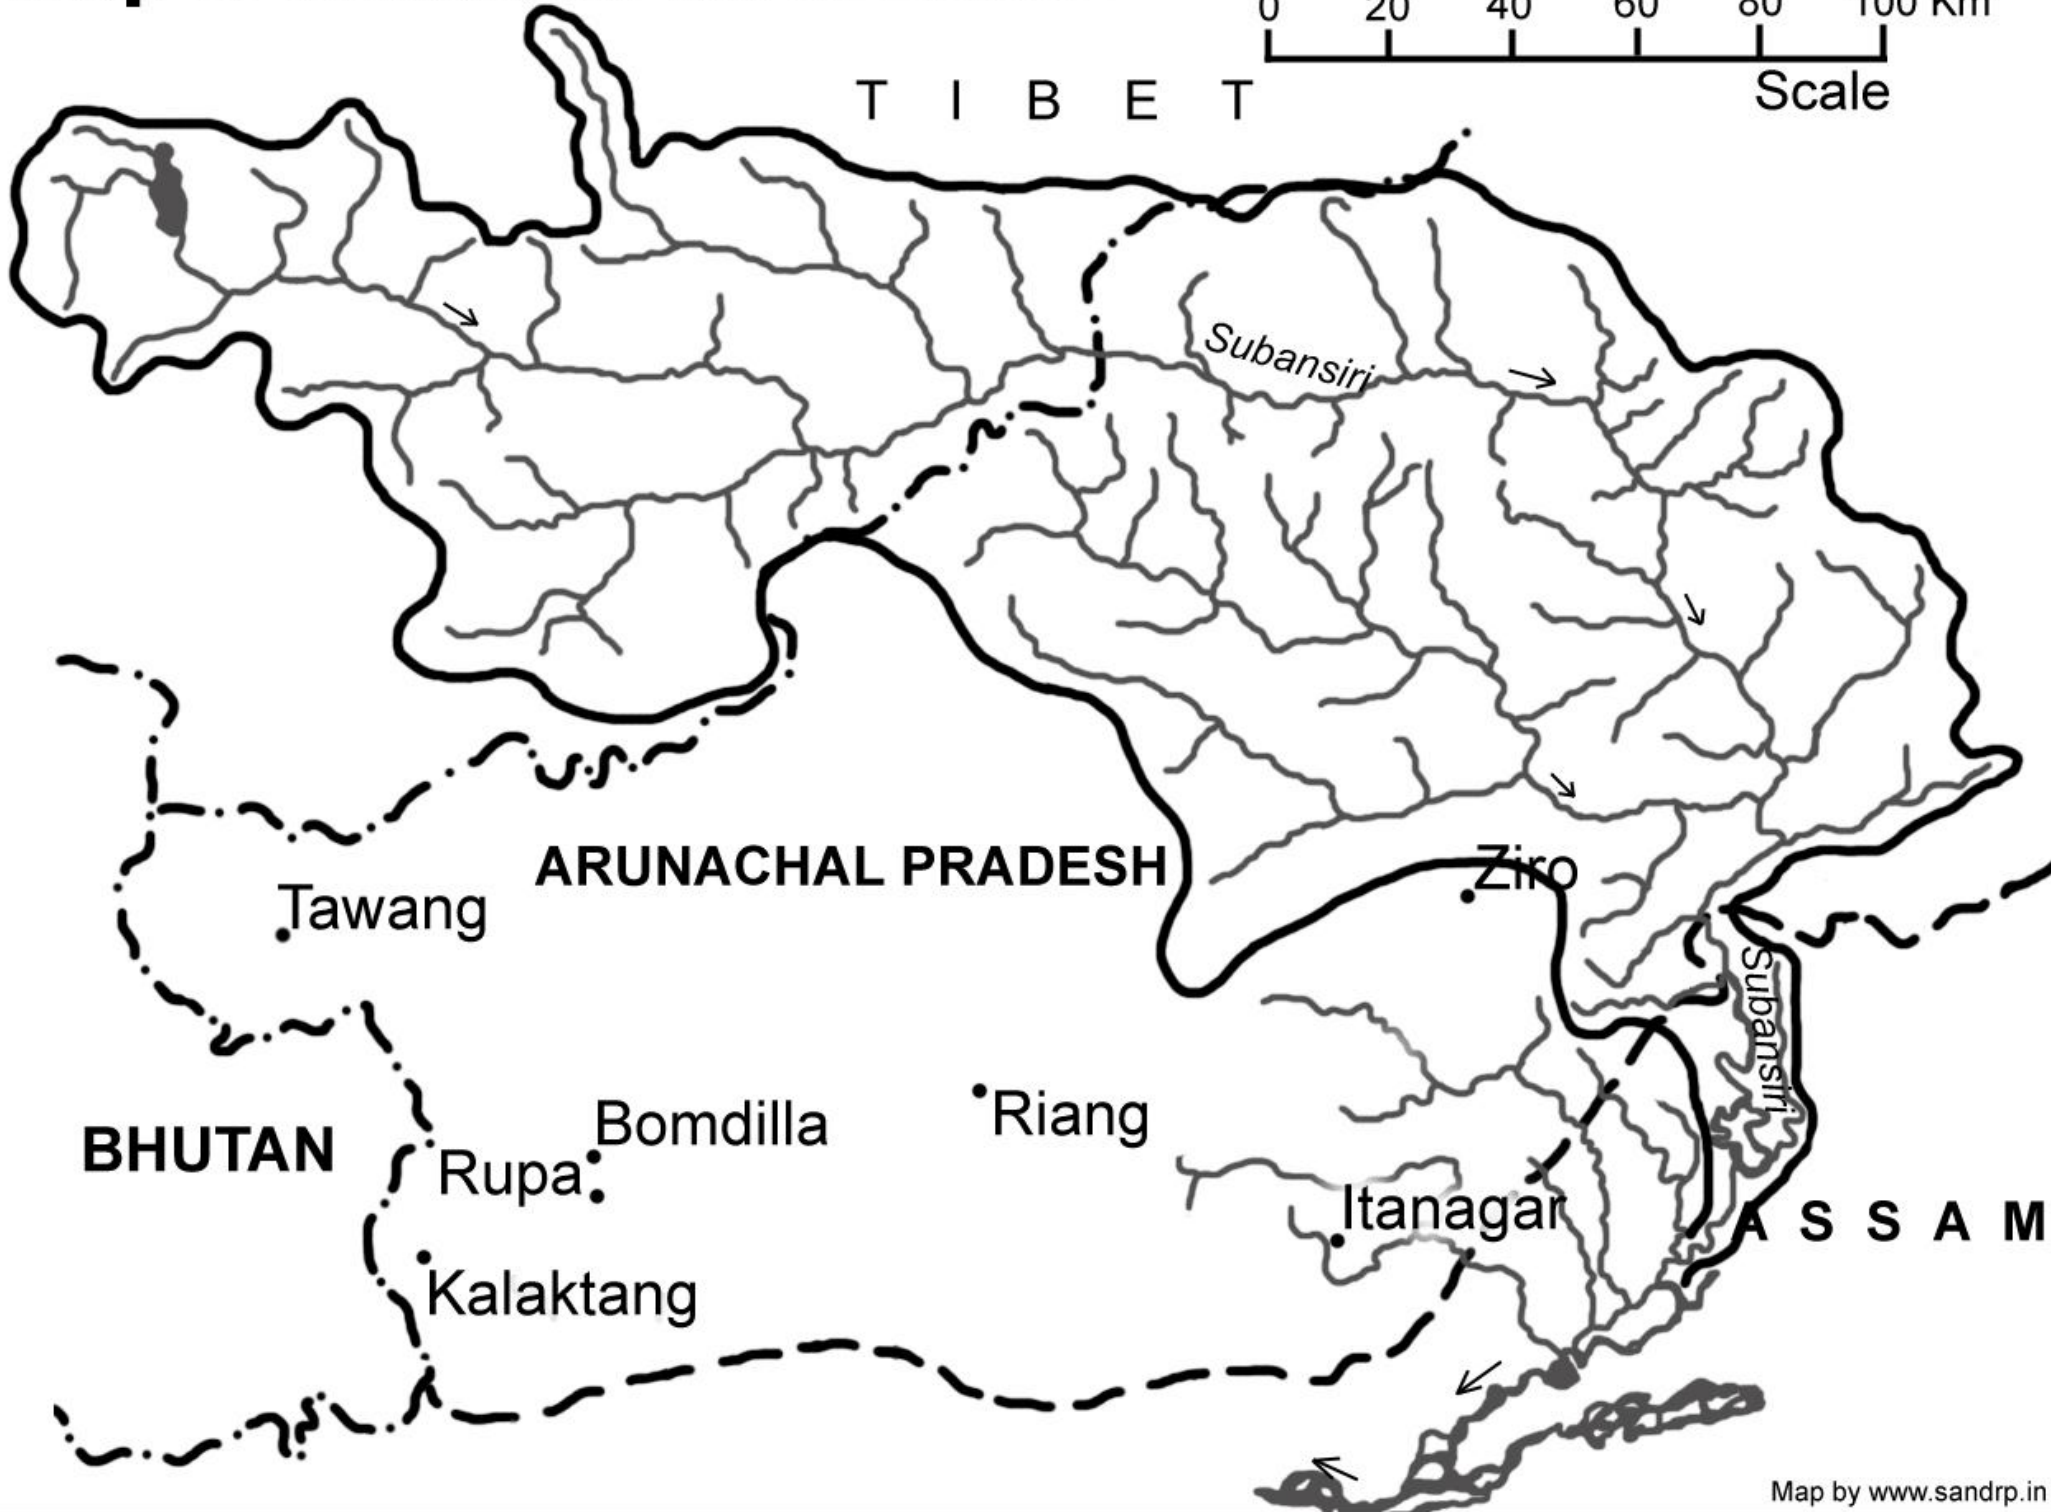 0 20 40 60 80 100 Km
Scale
T I B E T
Subansiri
ARUNACHAL PRADESH
Ziro
Tawang
Subansiri
BHUTAN
Bomdilla
Riang
Rupa
Itanagar
A S S A M
Kalaktang
Map by www.sandrp.in